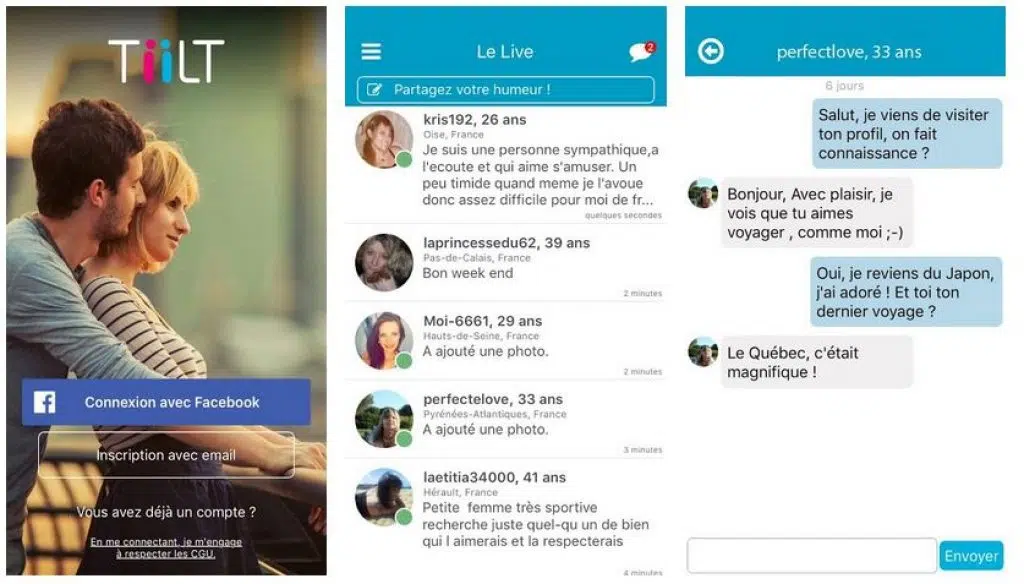 TiiLT
Connexion avec Facebook
Inscription avec email
Vous avez déjà un compte ?
En me connectant, je m'engage
à respecter les CGU.
Le Live
2
Partagez votre humeur !
kris192, 26 ans
Oise, France
Je suis une personne sympathique,a
l'ecoute et qui aime s'amuser. Un
peu timide quand meme je l'avoue
donc assez difficile pour moi de fr...
quelques secondes
laprincessedu62, 39 ans
Pas-de-Calais, France
Bon week end
2 minutes
Moi-6661, 29 ans
Hauts-de-Seine, France
A ajouté une photo.
2 minutes
perfectelove, 33 ans
Pyrénées-Atlantiques, France
A ajouté une photo.
3 minutes
laetitia34000, 41 ans
Hérault, France
Petite femme très sportive
recherche juste quel-qu un de bien
qui l aimerais et la respecterais
4 minutes
perfectlove, 33 ans
6 jours
Salut, je viens de visiter
ton profil, on fait
connaissance ?
Bonjour, Avec plaisir, je
vois que tu aimes
voyager , comme moi ;-)
Oui, je reviens du Japon,
j'ai adoré ! Et toi ton
dernier voyage ?
Le Québec, c'était
magnifique !
Envoyer